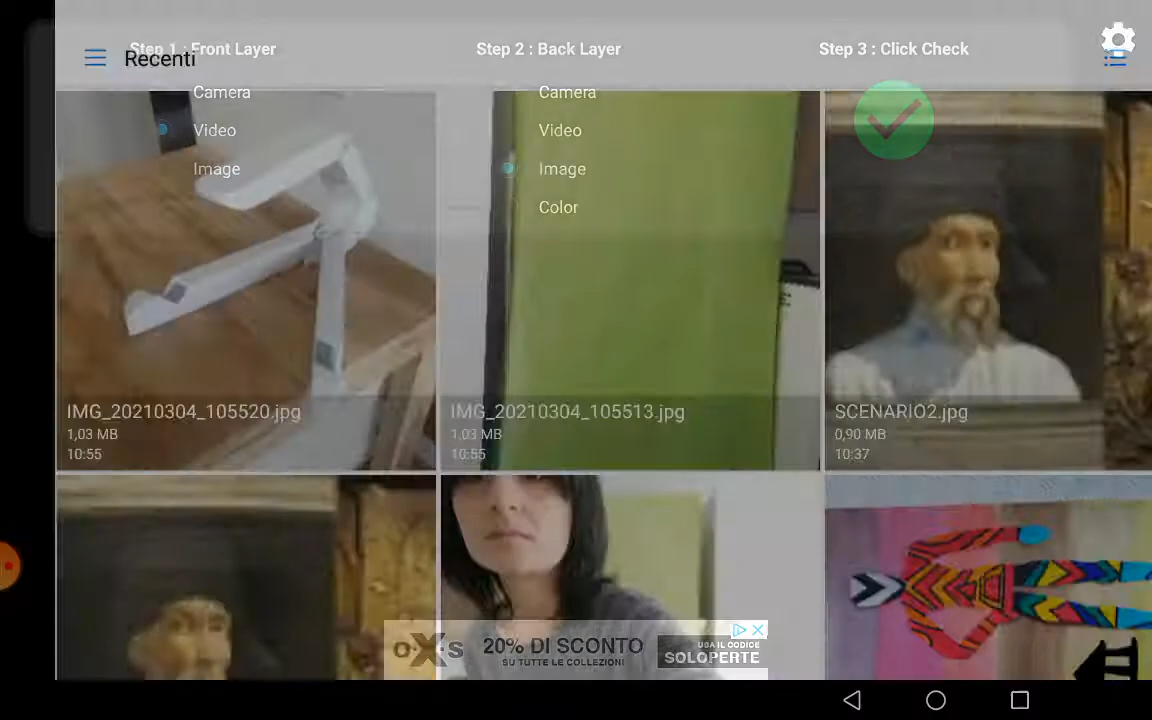 Step 1 : Front Layer
Step 2 : Back Layer
Step 3 : Click Check
Recenti
Camera
Video
Image
Camera
Video
Image
Color
IMG_20210304_105520.jpg
1,03 MB
10:55
IMG_20210304_105513.jpg
1,03 MB
10:55
SCENARIO2.jpg
0,90 MB
10:37
oXs
20% DI SCONTO
SU TUTTE LE COLLEZIONI
USA IL CODICE
SOLOPERTE